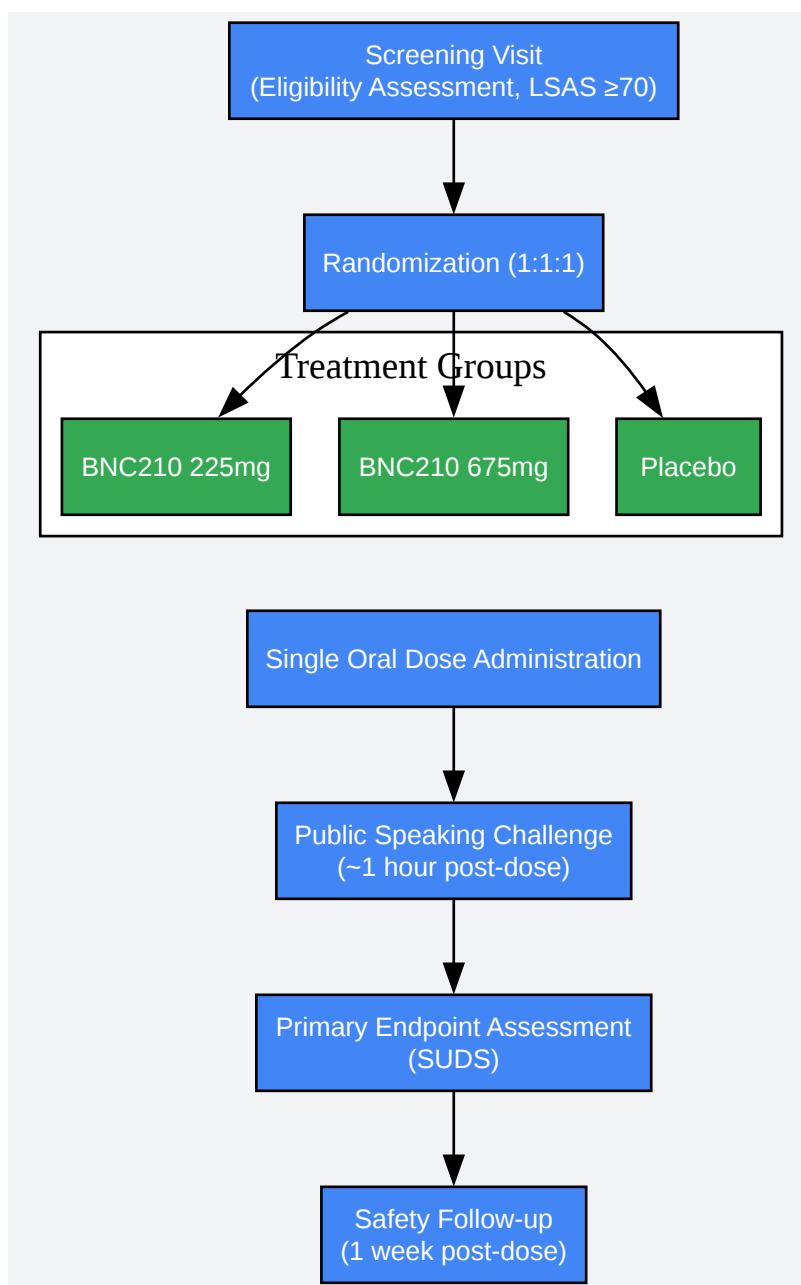 Screening Visit
(Eligibility Assessment, LSAS ≥70)
Randomization (1:1:1)
Treatment Groups
BNC210 225mg
BNC210 675mg
Placebo
Single Oral Dose Administration
Public Speaking Challenge
(~1 hour post-dose)
Primary Endpoint Assessment
(SUDS)
Safety Follow-up
(1 week post-dose)